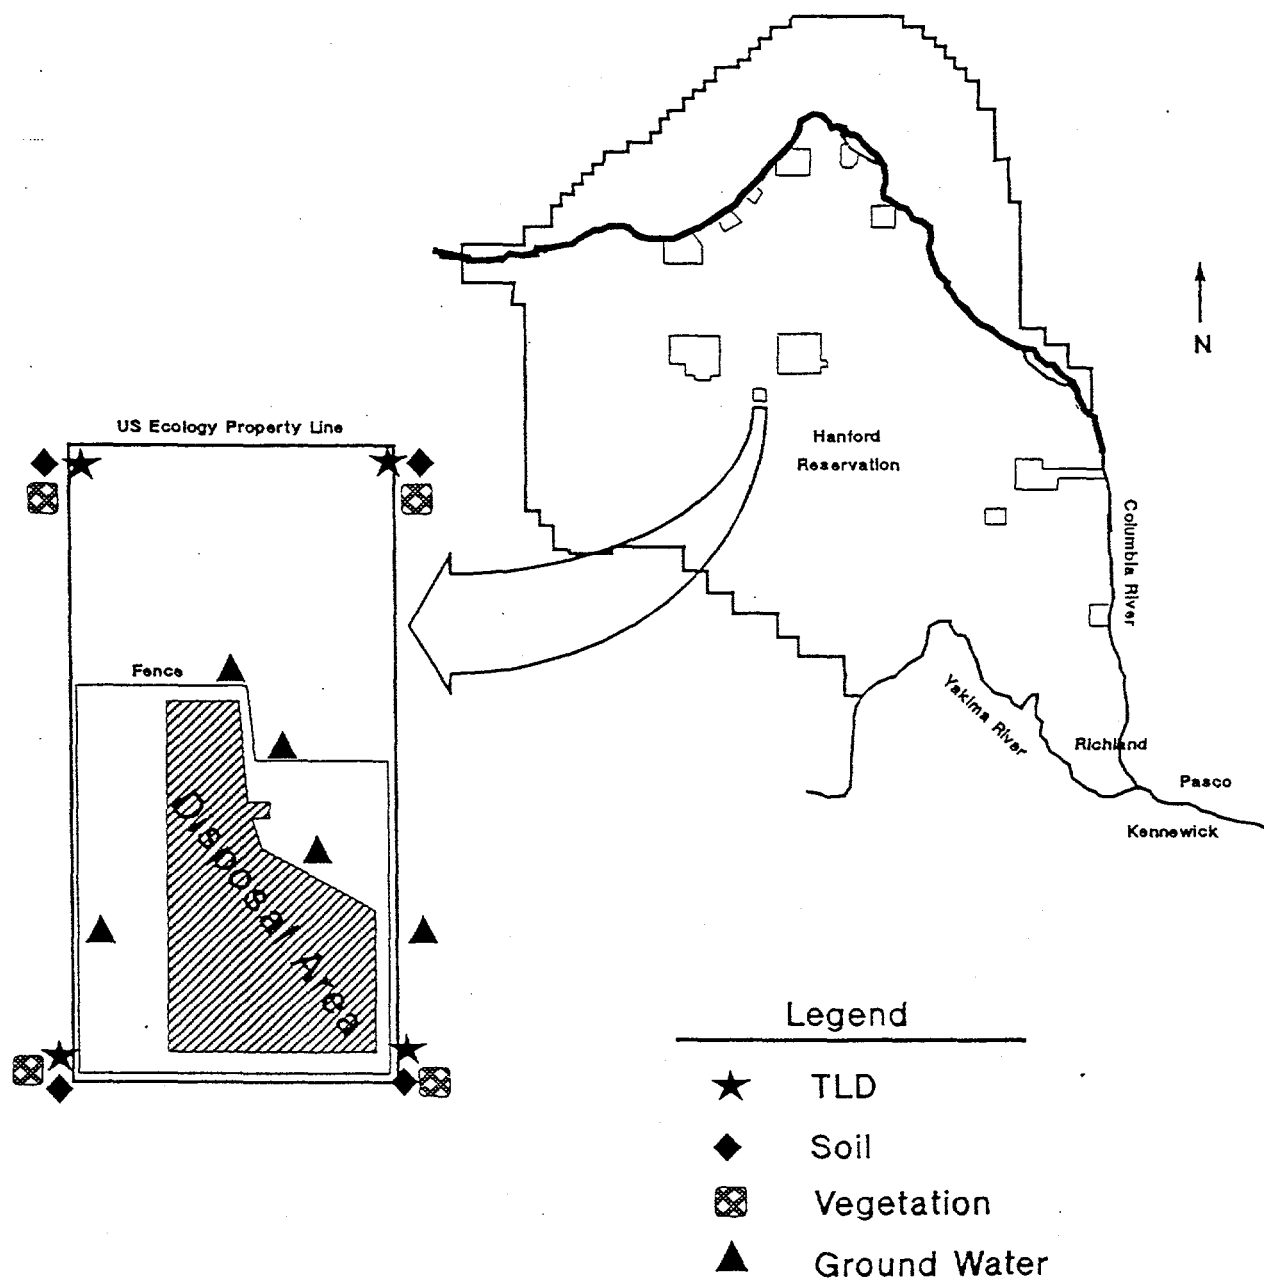 N
US Ecology Property Line
Hanford
Reservation
Columbia River
Fence
Yakima River
Richland
Pasco
Kennewick
Disposal Area
Legend
TLD
Soil
Vegetation
Ground Water